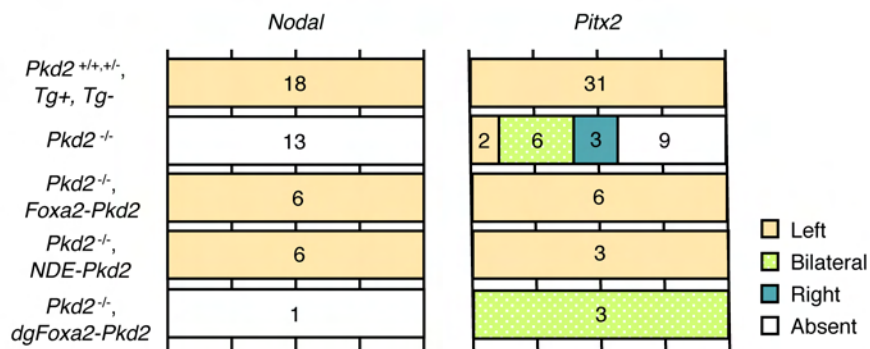 Nodal Pitx2
Pkd2 +/+,+/-,
Tg+, Tg-
18 31
Pkd2 -/-
13 2 6 3 9
Pkd2 -/-,
Foxa2-Pkd2
6 6
Pkd2 -/-,
NDE-Pkd2
6 3
Pkd2 -/-,
dgFoxa2-Pkd2
1 3
Left
Bilateral
Right
Absent